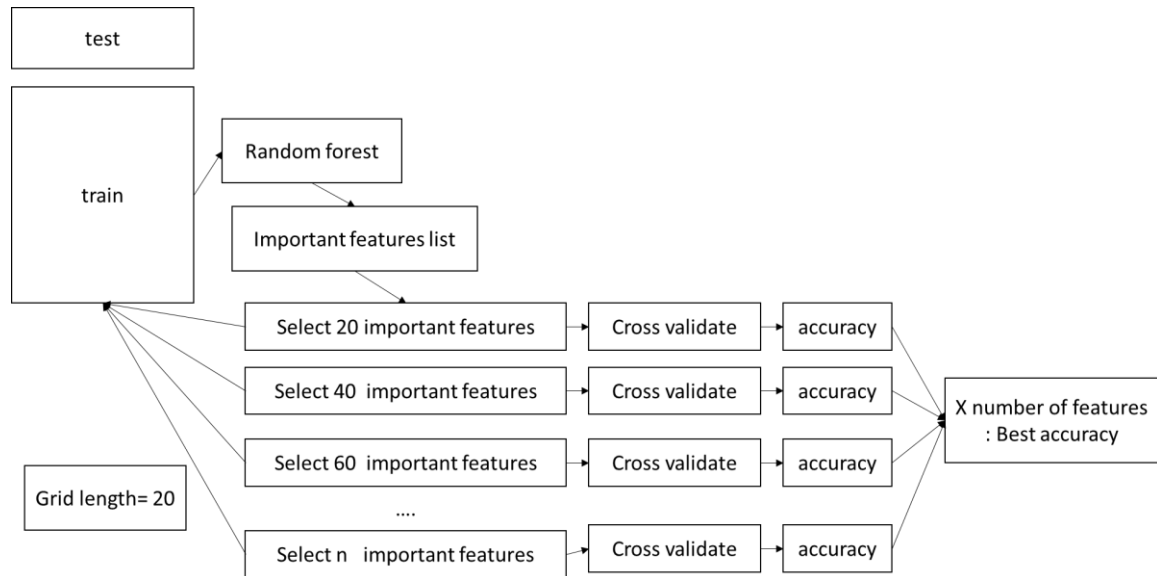 test
train
Random forest
Important features list
Select 20 important features
Cross validate
accuracy
Select 40 important features
Cross validate
accuracy
X number of features
: Best accuracy
Select 60 important features
Cross validate
accuracy
Grid length= 20
....
Select n important features
Cross validate
accuracy